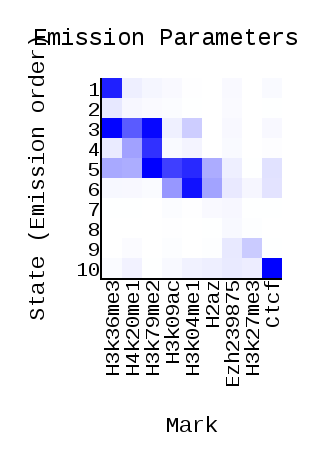 Emission Parameters
State (Emission order)
1
2
3
4
5
6
7
8
9
10
H3k36me3
H4k20me1
H3k79me2
H3k09ac
H3k04me1
H2az
Ezh239875
H3k27me3
Ctcf
Mark